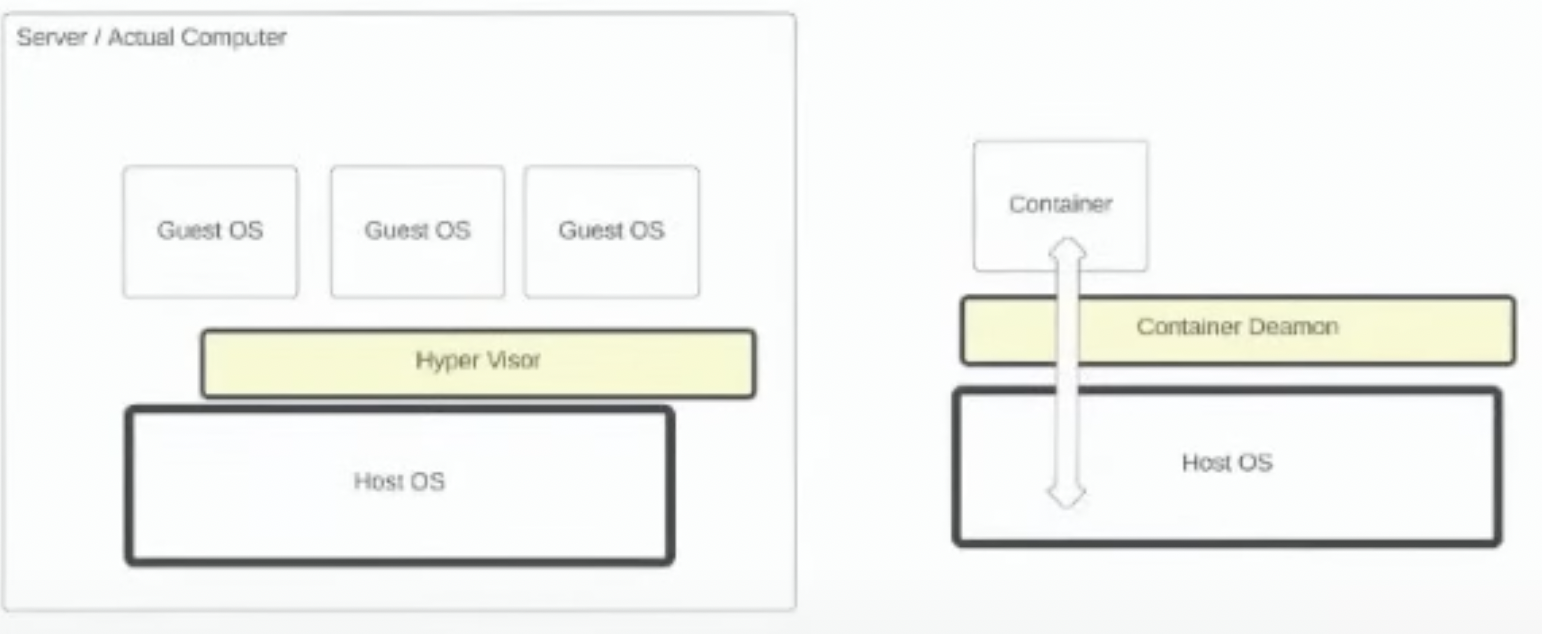 Server / Actual Computer
Guest OS
Guest OS
Guest OS
Hyper Visor
Host OS
Container
Container Deamon
Host OS